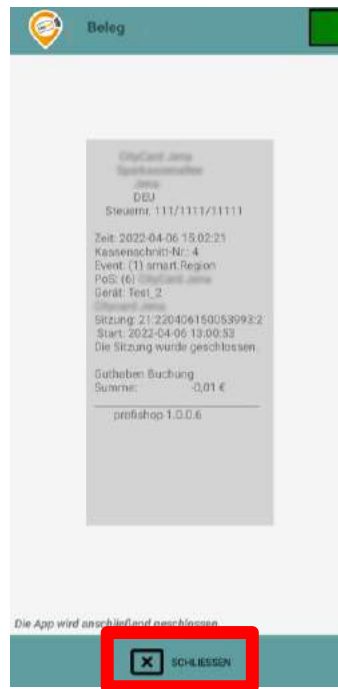 Beleg
DEU
Steuernr. 111/1111/11111
Zeit: 2022-04-06 15:02:21
Kassenschnitt-Nr.: 4
Event: (1) smart Region
PoS: (6)
Gerät: Test_2
Sitzung: 21:220406150053993:2
Start: 2022-04-06 13:00:53
Die Sitzung wurde geschlossen.
Guthaben Buchung
Summe: -0,01 €
profishop 1.0.0.6
Die App wird anschließend geschlossen
SCHLIESSEN